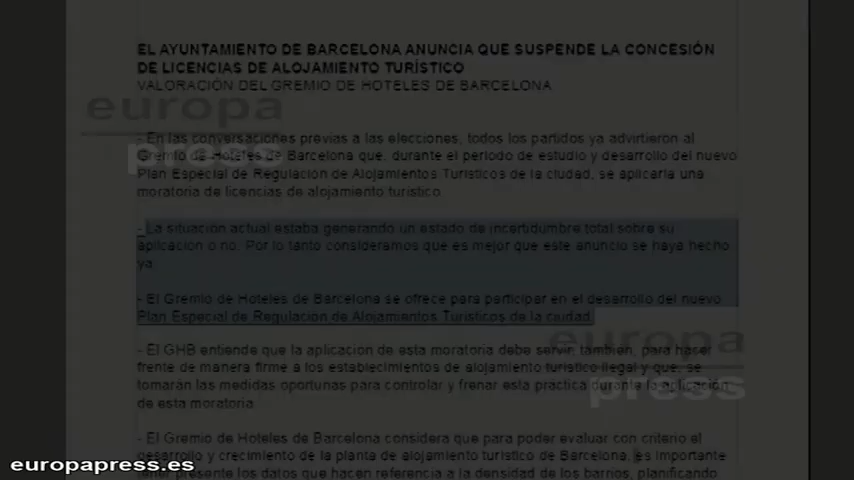 EL AYUNTAMIENTO DE BARCELONA ANUNCIA QUE SUSPENDE LA CONCESIÓN
DE LICENCIAS DE ALOJAMIENTO TURÍSTICO
VALORACIÓN DEL GREMIO DE HOTELES DE BARCELONA
europa
press
- En las conversaciones previas a las elecciones, todos los partidos ya advirtieron al
Gremio de Hoteles de Barcelona que, durante el periodo de estudio y desarrollo del nuevo
Plan Especial de Regulación de Alojamientos Turísticos de la ciudad, se aplicaría una
moratoria de licencias de alojamiento turístico.
- La situación actual estaba generando un estado de incertidumbre total sobre su
aplicación o no. Por lo tanto consideramos que es mejor que este anuncio se haya hecho
ya.
- El Gremio de Hoteles de Barcelona se ofrece para participar en el desarrollo del nuevo
Plan Especial de Regulación de Alojamientos Turísticos de la ciudad.
europa
press
- El GHB entiende que la aplicación de esta moratoria debe servir, también, para hacer
frente de manera firme a los establecimientos de alojamiento turístico ilegal y que, se
tomarán las medidas oportunas para controlar y frenar esta práctica durante la aplicación
de esta moratoria.
- El Gremio de Hoteles de Barcelona considera que para poder evaluar con criterio el
desarrollo y crecimiento de la planta de alojamiento turístico de Barcelona, es importante
tener presente los datos que hacen referencia a la densidad de los barrios, planificando
europapress.es